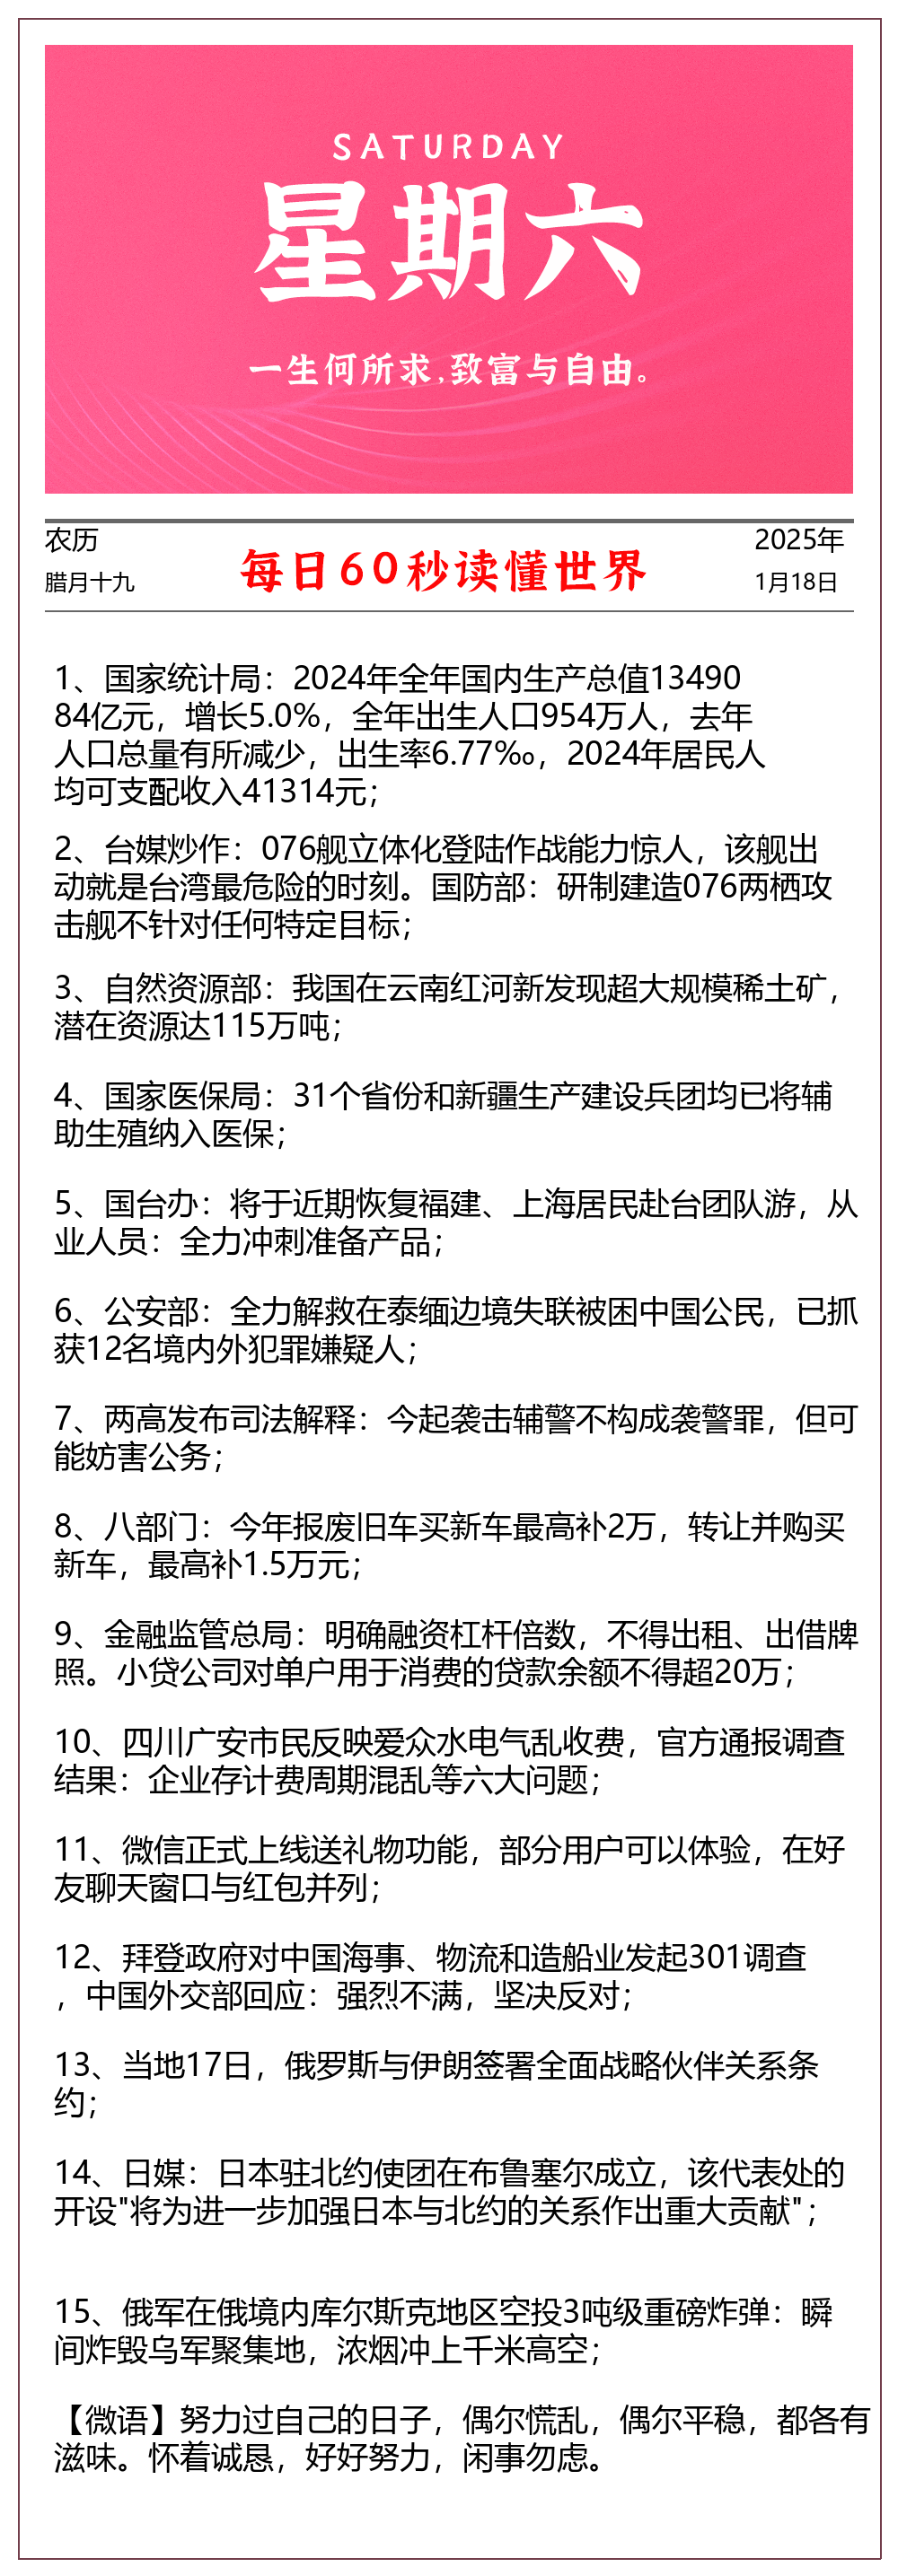 SATURDAY
星期六
一生何所求,致富与自由。
农历
腊月十九
每日60秒读懂世界
2025年
1月18日
1、国家统计局：2024年全年国内生产总值13490
84亿元，增长5.0%，全年出生人口954万人，去年
人口总量有所减少，出生率6.77‰，2024年居民人
均可支配收入41314元；
2、台媒炒作：076舰立体化登陆作战能力惊人，该舰出
动就是台湾最危险的时刻。国防部：研制建造076两栖攻
击舰不针对任何特定目标；
3、自然资源部：我国在云南红河新发现超大规模稀土矿，
潜在资源达115万吨；
4、国家医保局：31个省份和新疆生产建设兵团均已将辅
助生殖纳入医保；
5、国台办：将于近期恢复福建、上海居民赴台团队游，从
业人员：全力冲刺准备产品；
6、公安部：全力解救在泰缅边境失联被困中国公民，已抓
获12名境内外犯罪嫌疑人；
7、两高发布司法解释：今起袭击辅警不构成袭警罪，但可
能妨害公务；
8、八部门：今年报废旧车买新车最高补2万，转让并购买
新车，最高补1.5万元；
9、金融监管总局：明确融资杠杆倍数，不得出租、出借牌
照。小贷公司对单户用于消费的贷款余额不得超20万；
10、四川广安市民反映爱众水电气乱收费，官方通报调查
结果：企业存计费周期混乱等六大问题；
11、微信正式上线送礼物功能，部分用户可以体验，在好
友聊天窗口与红包并列；
12、拜登政府对中国海事、物流和造船业发起301调查
，中国外交部回应：强烈不满，坚决反对；
13、当地17日，俄罗斯与伊朗签署全面战略伙伴关系条
约；
14、日媒：日本驻北约使团在布鲁塞尔成立，该代表处的
开设"将为进一步加强日本与北约的关系作出重大贡献"；
15、俄军在俄境内库尔斯克地区空投3吨级重磅炸弹：瞬
间炸毁乌军聚集地，浓烟冲上千米高空；
【微语】努力过自己的日子，偶尔慌乱，偶尔平稳，都各有
滋味。怀着诚恳，好好努力，闲事勿虑。